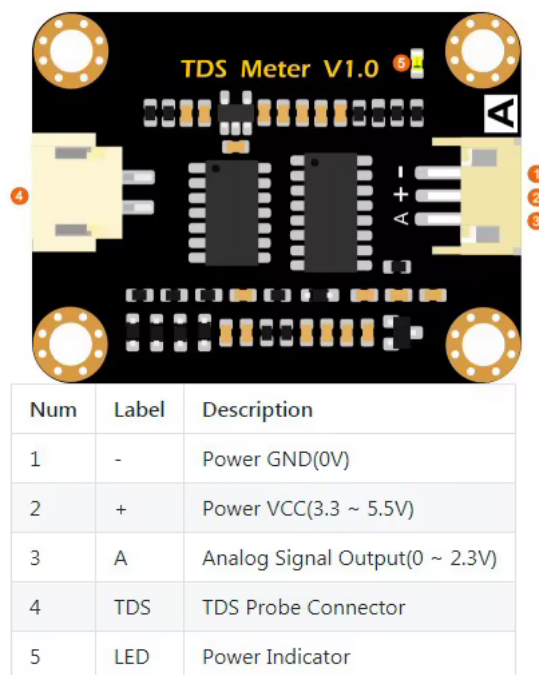 TDS Meter V1.0
5
A
-
+
A
4
1
2
3
Num Label Description
1 - Power GND(0V)
2 + Power VCC(3.3 ~ 5.5V)
3 A Analog Signal Output(0 ~ 2.3V)
4 TDS TDS Probe Connector
5 LED Power Indicator